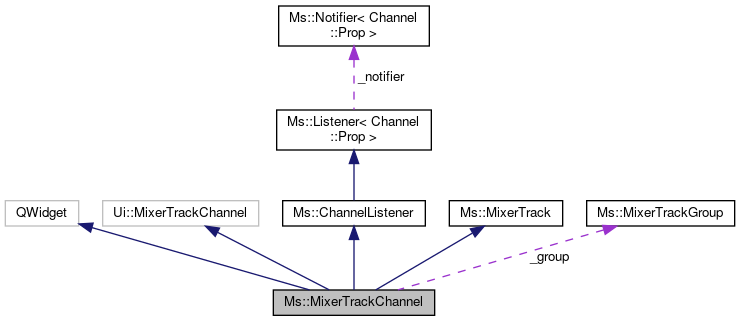 Ms::Notifier< Channel
::Prop >
_notifier
Ms::Listener< Channel
::Prop >
QWidget
Ui::MixerTrackChannel
Ms::ChannelListener
Ms::MixerTrack
Ms::MixerTrackGroup
_group
Ms::MixerTrackChannel